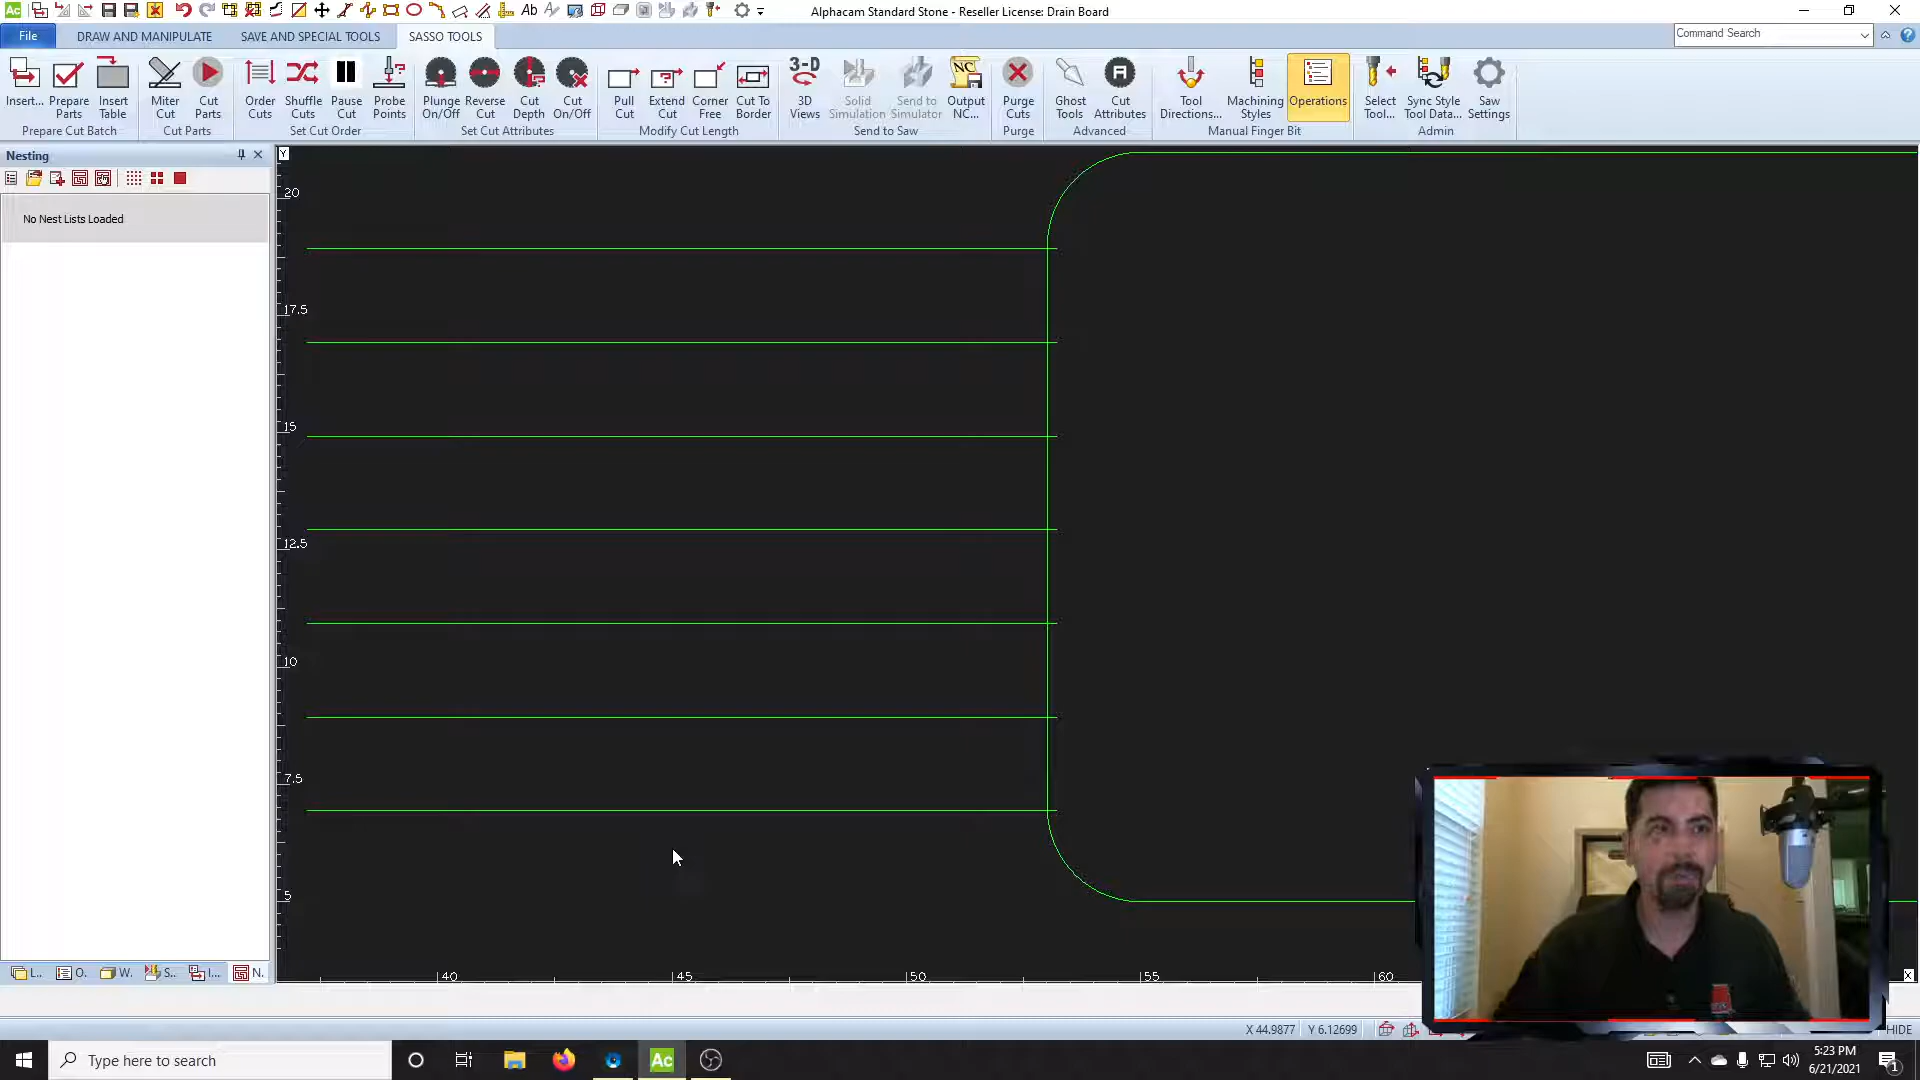 Ac
Ab
A
Alphacam Standard Stone - Reseller License: Drain Board
File
DRAW AND MANIPULATE
SAVE AND SPECIAL TOOLS
SASSO TOOLS
Command Search
Insert...
Prepare Parts
Insert Table
Miter Cut
Cut Parts
Order Cuts
Shuffle Cuts
Pause Cut
Probe Points
Plunge On/Off
Reverse Cut
Cut Depth
Cut On/Off
Pull Cut
Extend Cut
Corner Free
Cut To Border
3-D
3D Views
Solid Simulation
Send to Simulator
NC
Output NC...
Purge Cuts
Ghost Tools
A
Cut Attributes
Tool Directions...
Machining Styles
Operations
Select Tool...
Sync Style Tool Data...
Saw Settings
Prepare Cut Batch
Cut Parts
Set Cut Order
Set Cut Attributes
Modify Cut Length
Send to Saw
Purge
Advanced
Manual Finger Bit
Admin
Nesting
No Nest Lists Loaded
Y
20
17.5
15
12.5
10
7.5
5
40
45
50
55
60
X
L..
O.
W.
S..
I...
N.
X 44.9877
Y 6.12699
HIDE
Type here to search
Ac
5:23 PM
6/21/2021
1